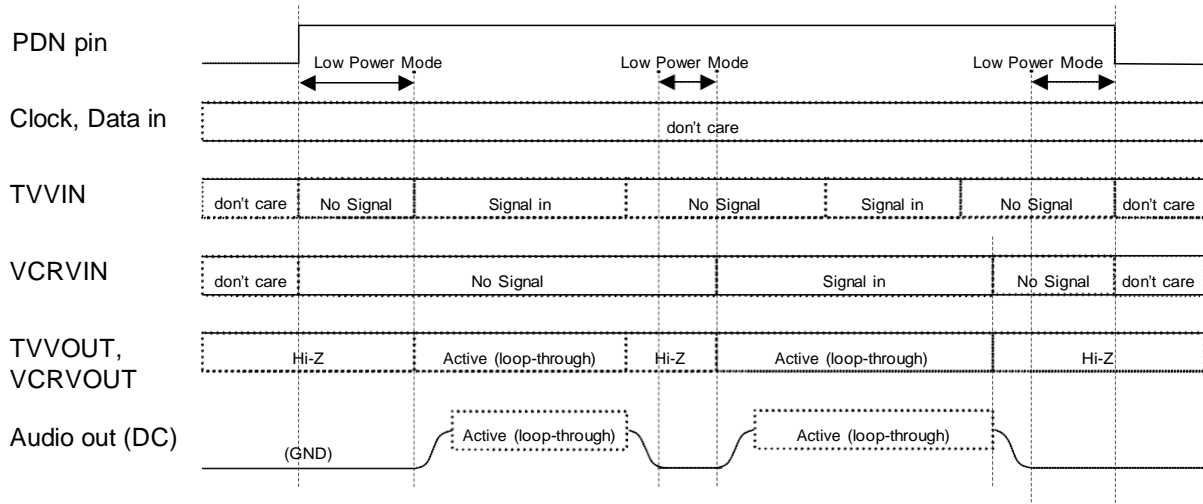 PDN pin
Low Power Mode Low Power Mode Low Power Mode
Clock, Data in
don't care
TVVIN
don't care No Signal Signal in No Signal Signal in No Signal don't care
VCRVIN
don't care No Signal Signal in No Signal don't care
TVVOUT,
VCRVOUT
Hi-Z Active (loop-through) Hi-Z Active (loop-through) Hi-Z
Audio out (DC)
(GND) Active (loop-through) Active (loop-through)